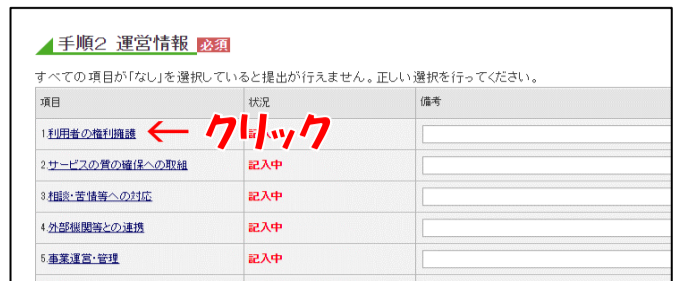 手順2 運営情報 必須
すべての項目が「なし」を選択していると提出が行えません。正しい選択を行ってください。
項目 状況 備考
1.利用者の権利擁護 ← クリック
2.サービスの質の確保への取組 記入中
3.相談・苦情等への対応 記入中
4.外部機関等との連携 記入中
5.事業運営・管理 記入中